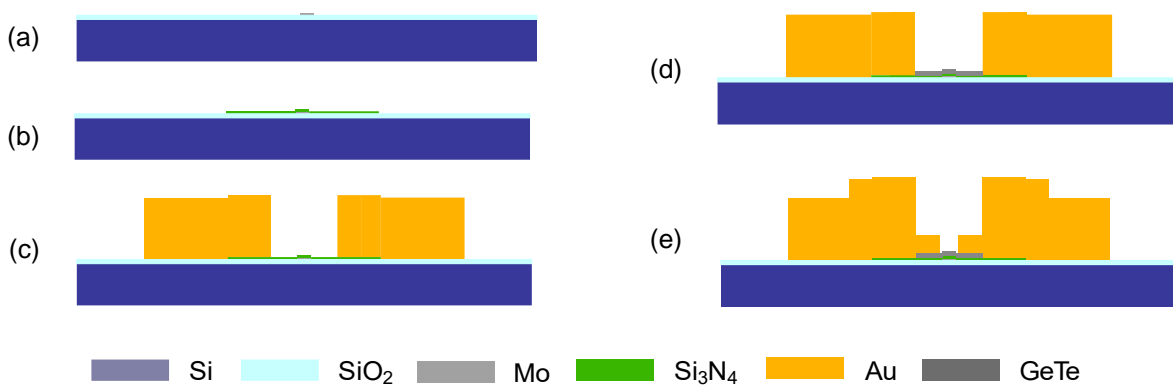 (a)
(b)
(c)
(d)
(e)
Si SiO₂ Mo Si₃N₄ Au GeTe